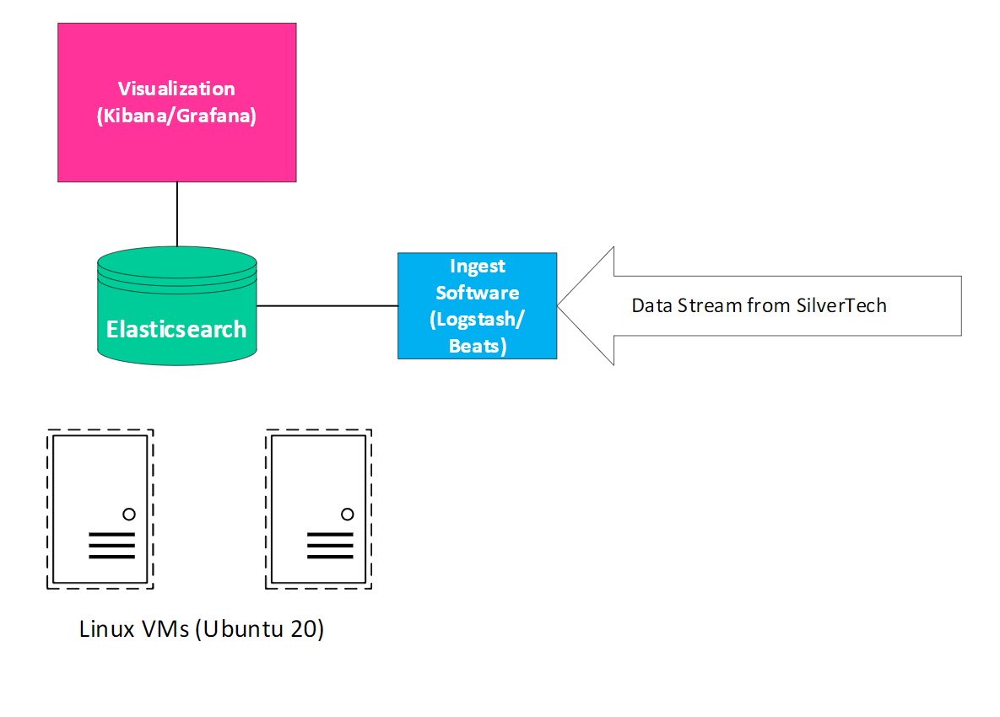 Visualization
(Kibana/Grafana)
Elasticsearch
Ingest
Software
(Logstash/
Beats)
Data Stream from SilverTech
Linux VMs (Ubuntu 20)